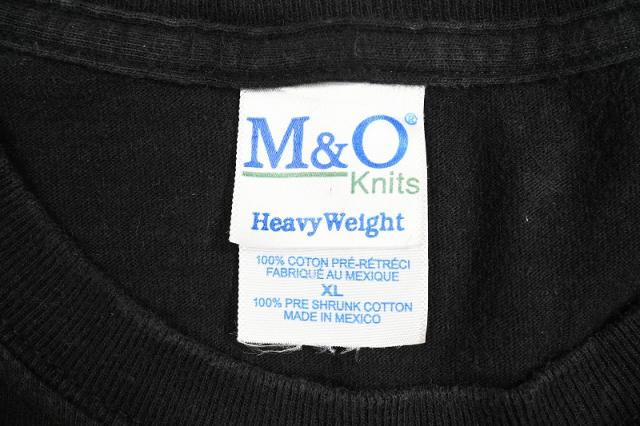 M&O®
Knits
HeavyWeight
100% COTON PRÉ-RÉTRÉCI
FABRIQUÉ AU MEXIQUE
XL
100% PRE SHRUNK COTTON
MADE IN MEXICO